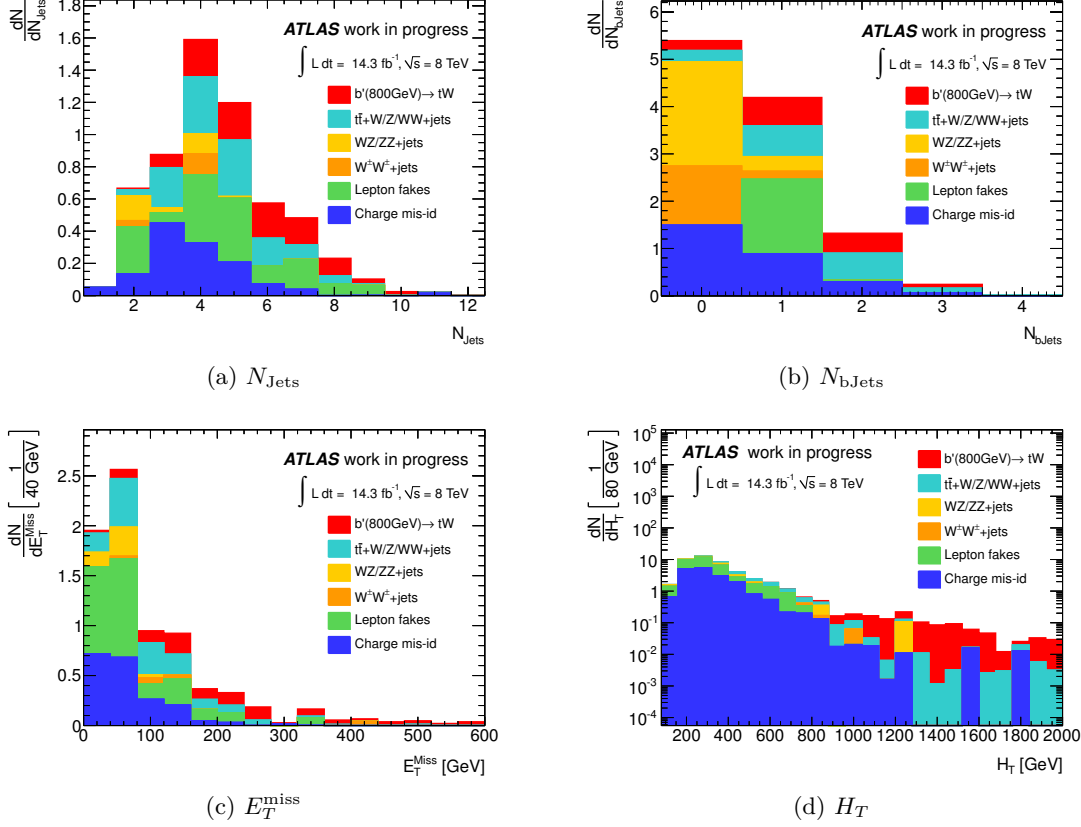 dN
dN_Jets
1.8
1.6
1.4
1.2
1
0.8
0.6
0.4
0.2
0
2 4 6 8 10 12
N_Jets
ATLAS work in progress
∫ L dt = 14.3 fb⁻¹, √s = 8 TeV
b'(800GeV)→ tW
tt̄+W/Z/WW+jets
WZ/ZZ+jets
W±W±+jets
Lepton fakes
Charge mis-id
(a) N_Jets
dN
dN_bJets
6
5
4
3
2
1
0
0 1 2 3 4
N_bJets
ATLAS work in progress
∫ L dt = 14.3 fb⁻¹, √s = 8 TeV
b'(800GeV)→ tW
tt̄+W/Z/WW+jets
WZ/ZZ+jets
W±W±+jets
Lepton fakes
Charge mis-id
(b) N_bJets
dN/dE_T^Miss [1/40 GeV]
2.5
2
1.5
1
0.5
0
0 100 200 300 400 500 600
E_T^Miss [GeV]
ATLAS work in progress
∫ L dt = 14.3 fb⁻¹, √s = 8 TeV
b'(800GeV)→ tW
tt̄+W/Z/WW+jets
WZ/ZZ+jets
W±W±+jets
Lepton fakes
Charge mis-id
(c) E_T^miss
dN/dH_T [1/80 GeV]
10⁵
10⁴
10³
10²
10
1
10⁻¹
10⁻²
10⁻³
10⁻⁴
200 400 600 800 1000 1200 1400 1600 1800 2000
H_T [GeV]
ATLAS work in progress
∫ L dt = 14.3 fb⁻¹, √s = 8 TeV
b'(800GeV)→ tW
tt̄+W/Z/WW+jets
WZ/ZZ+jets
W±W±+jets
Lepton fakes
Charge mis-id
(d) H_T